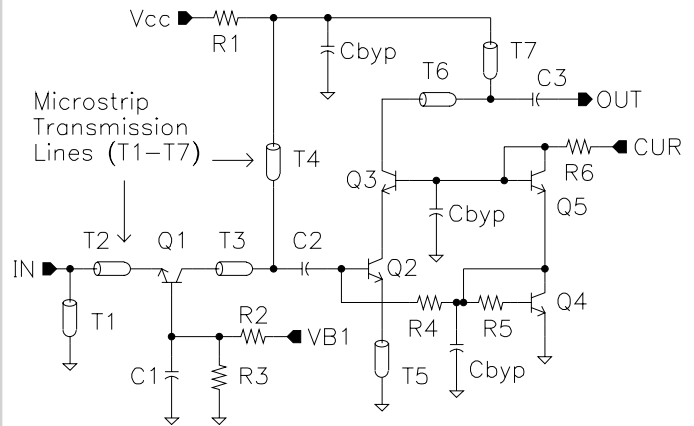 Vcc
R1
Cbyp
T7
T6
C3
OUT
Microstrip
Transmission
Lines (T1-T7)
T4
Q3
Cbyp
Q5
R6
CUR
IN
T2
Q1
T3
C2
Q2
T1
R2
VB1
R4
R5
Q4
C1
R3
T5
Cbyp